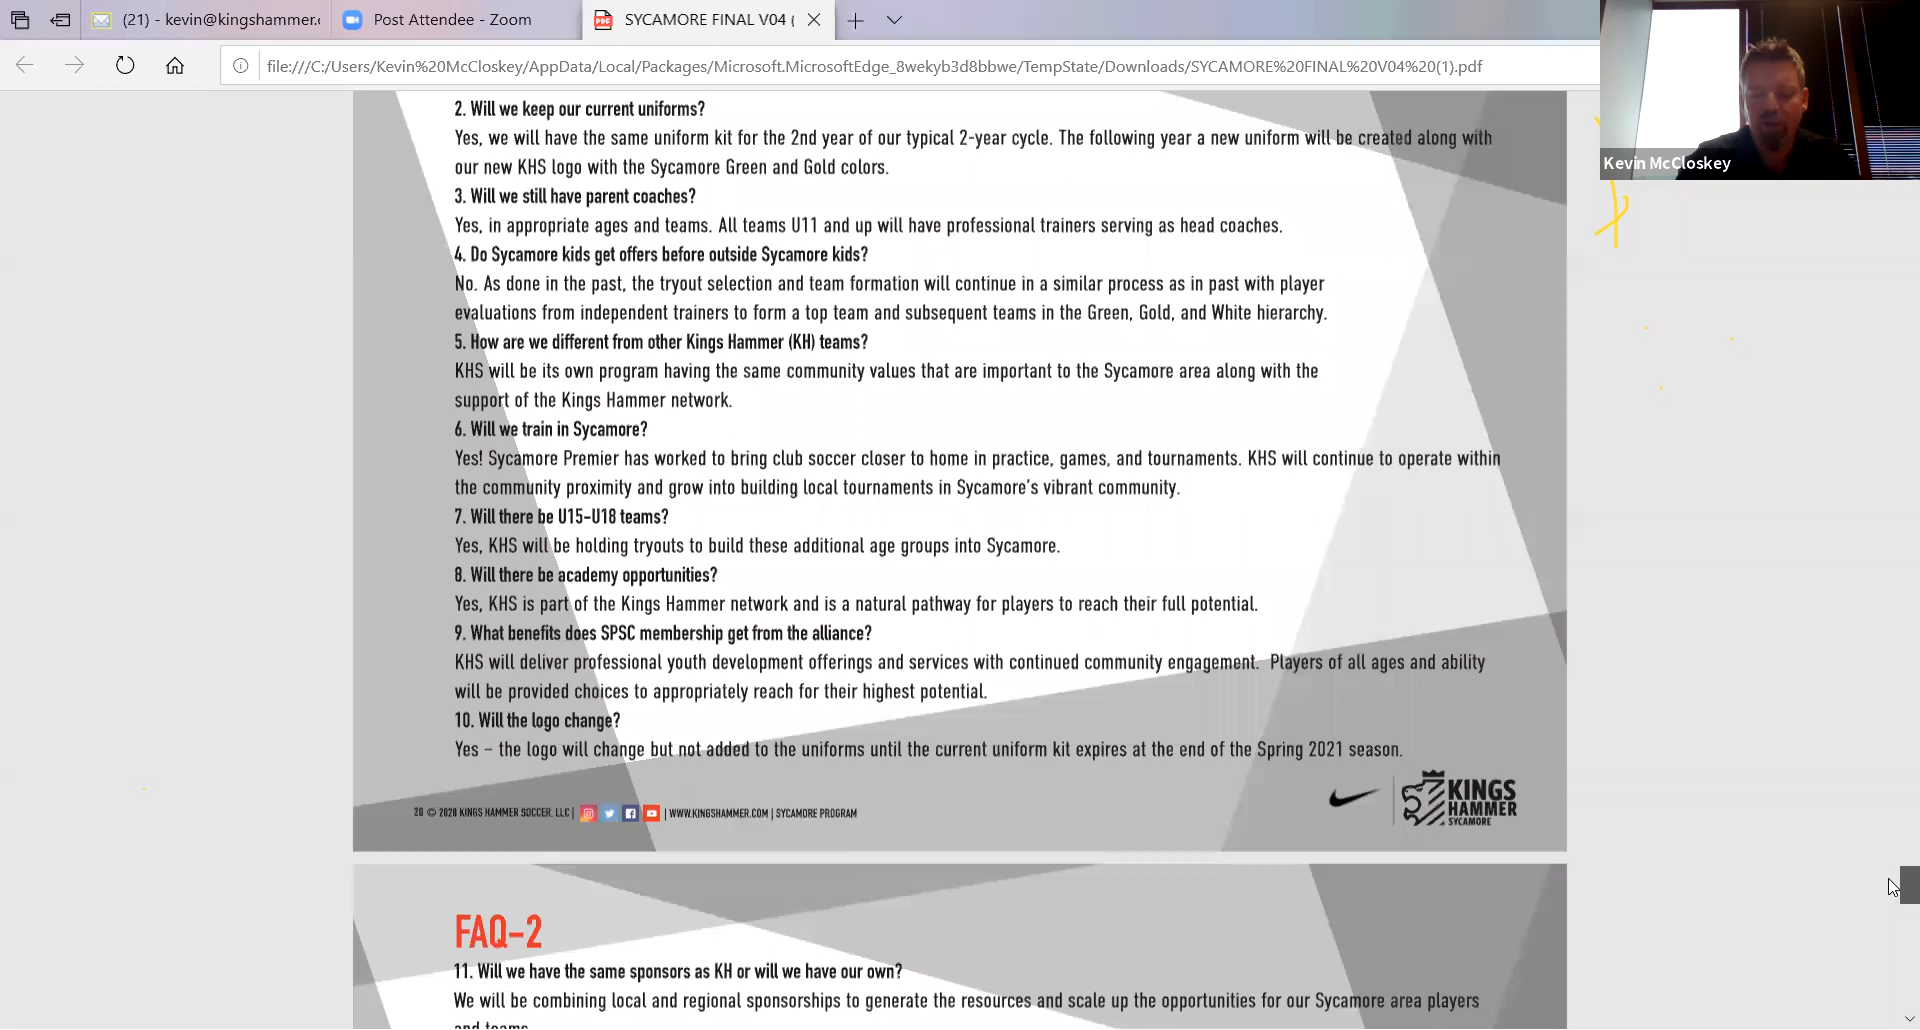 (21) - kevin@kingshammer.c
Post Attendee - Zoom
SYCAMORE FINAL V04 (
file:///C:/Users/Kevin%20McCloskey/AppData/Local/Packages/Microsoft.MicrosoftEdge_8wekyb3d8bbwe/TempState/Downloads/SYCAMORE%20FINAL%20V04%20(1).pdf
Kevin McCloskey
2. Will we keep our current uniforms?
Yes, we will have the same uniform kit for the 2nd year of our typical 2-year cycle. The following year a new uniform will be created along with
our new KHS logo with the Sycamore Green and Gold colors.
3. Will we still have parent coaches?
Yes, in appropriate ages and teams. All teams U11 and up will have professional trainers serving as head coaches.
4. Do Sycamore kids get offers before outside Sycamore kids?
No. As done in the past, the tryout selection and team formation will continue in a similar process as in past with player
evaluations from independent trainers to form a top team and subsequent teams in the Green, Gold, and White hierarchy.
5. How are we different from other Kings Hammer (KH) teams?
KHS will be its own program having the same community values that are important to the Sycamore area along with the
support of the Kings Hammer network.
6. Will we train in Sycamore?
Yes! Sycamore Premier has worked to bring club soccer closer to home in practice, games, and tournaments. KHS will continue to operate within
the community proximity and grow into building local tournaments in Sycamore's vibrant community.
7. Will there be U15-U18 teams?
Yes, KHS will be holding tryouts to build these additional age groups into Sycamore.
8. Will there be academy opportunities?
Yes, KHS is part of the Kings Hammer network and is a natural pathway for players to reach their full potential.
9. What benefits does SPSC membership get from the alliance?
KHS will deliver professional youth development offerings and services with continued community engagement. Players of all ages and ability
will be provided choices to appropriately reach for their highest potential.
10. Will the logo change?
Yes – the logo will change but not added to the uniforms until the current uniform kit expires at the end of the Spring 2021 season.
20 © 2020 KINGS HAMMER SOCCER, LLC | | WWW.KINGSHAMMER.COM | SYCAMORE PROGRAM
KINGS
HAMMER
SYCAMORE
FAQ-2
11. Will we have the same sponsors as KH or will we have our own?
We will be combining local and regional sponsorships to generate the resources and scale up the opportunities for our Sycamore area players
and teams